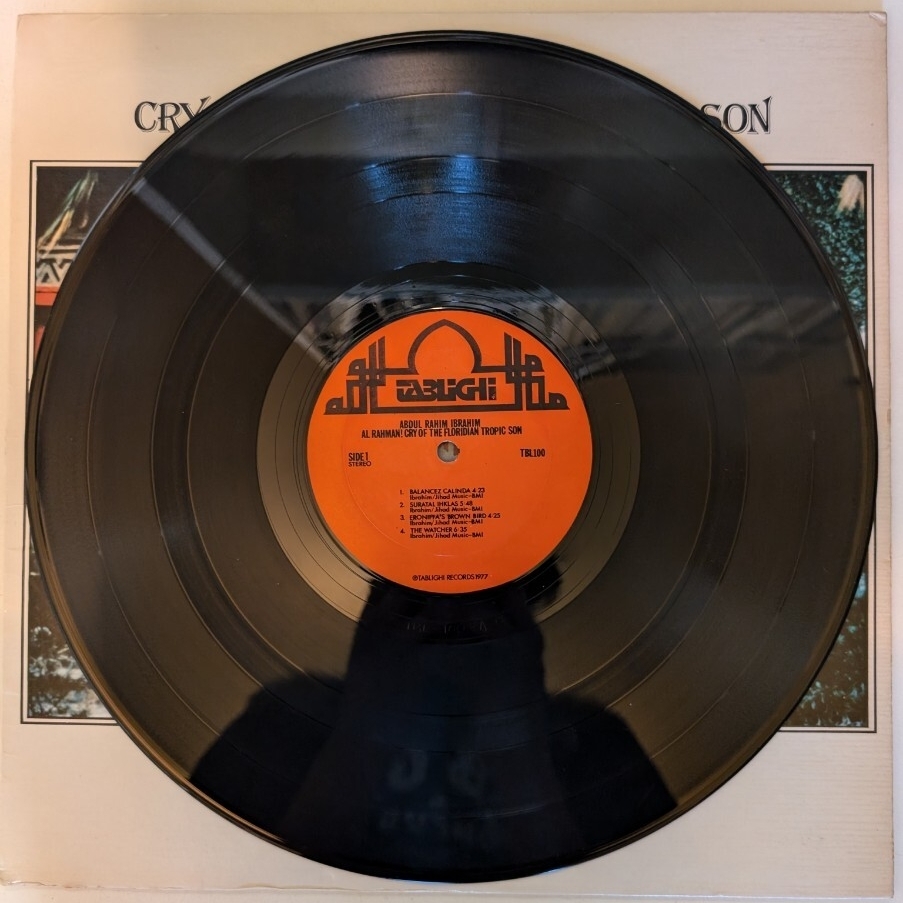 CRY SON
TABLIGHI
ABDUL RAHIM IBRAHIM
AL RAHMAN! CRY OF THE FLORIDIAN TROPIC SON
SIDE 1
STEREO
TBL100
1. BALANCEZ CALINDA 4:23
Ibrahim/Jihad Music-BMI
2. SURATAL IHKLAS 5:48
Ibrahim/Jihad Music-BMI
3. ERONIFFA'S BROWN BIRD 4:25
Ibrahim/Jihad Music-BMI
4. THE WATCHER 6:35
Ibrahim/Jihad Music-BMI
℗TABLIGHI RECORDS 1977